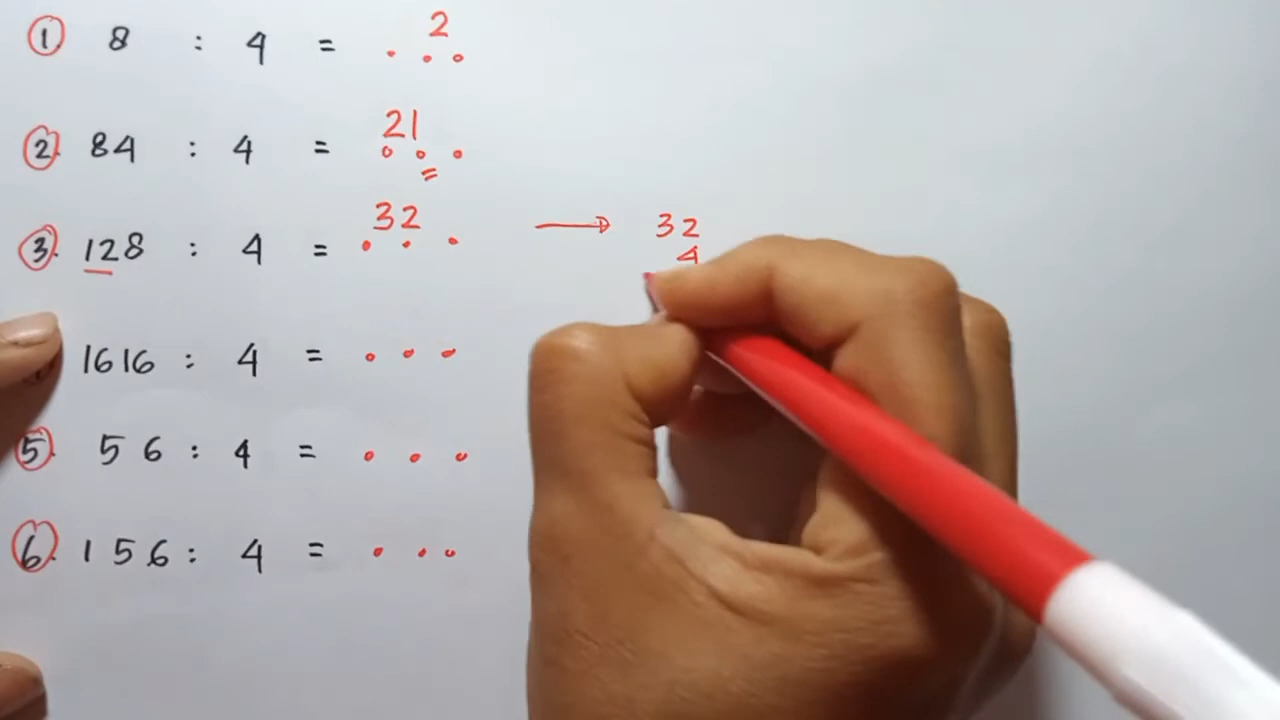 1. 8 : 4 = ... 2
2. 84 : 4 = ... 21
3. 128 : 4 = ... 32 → 32
4
1616 : 4 = ...
5. 56 : 4 = ...
6. 156 : 4 = ...